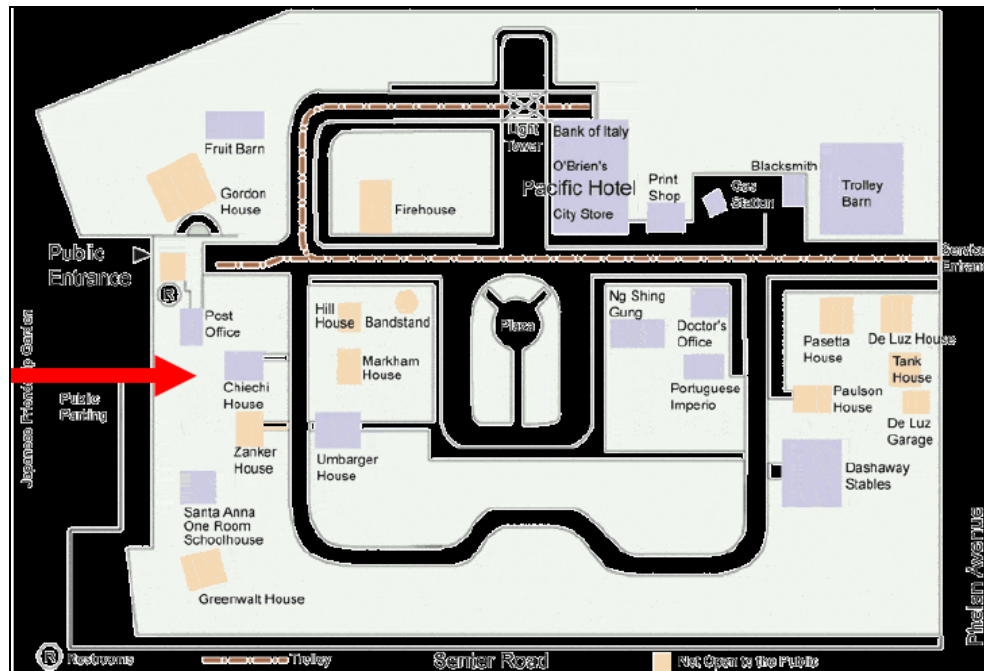 Fruit Barn
Gordon
House
Public
Entrance
R
Post
Office
Japanese Friendship Garden
Public
Parking
Chiechi
House
Zanker
House
Santa Anna
One Room
Schoolhouse
Greenwalt House
Firehouse
Light
Tower
Bank of Italy
O'Brien's
Pacific Hotel
City Store
Print
Shop
Gas
Station
Blacksmith
Trolley
Barn
Service
Entrance
Hill
House
Bandstand
Markham
House
Umbarger
House
Plaza
Ng Shing
Gung
Doctor's
Office
Portuguese
Imperio
Pasetta
House
De Luz House
Tank
House
Paulson
House
De Luz
Garage
Dashaway
Stables
Phelan Avenue
R Restrooms
Trolley
Senter Road
Not Open to the Public